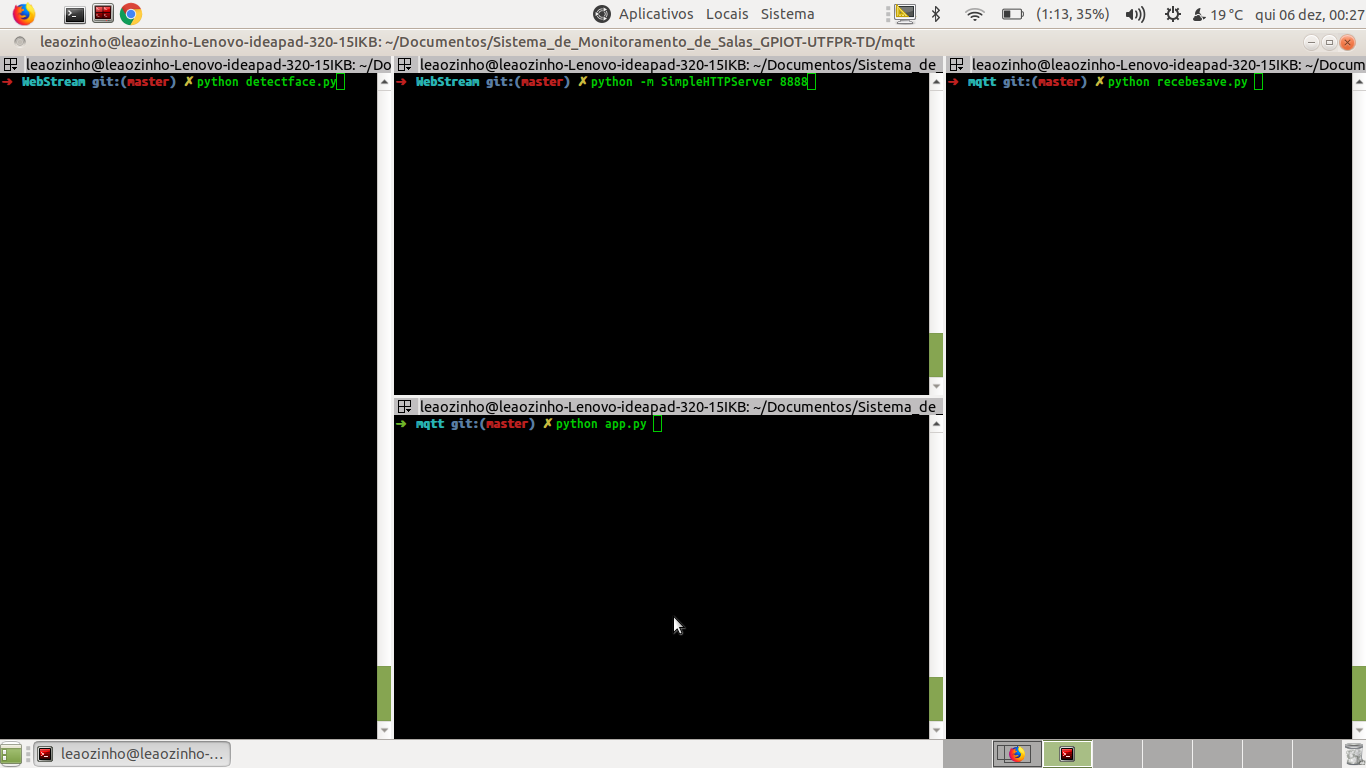 Aplicativos Locais Sistema (1:13, 35%) 19 °C qui 06 dez, 00:27
leaozinho@leaozinho-Lenovo-ideapad-320-15IKB: ~/Documentos/Sistema_de_Monitoramento_de_Salas_GPIOT-UTFPR-TD/mqtt
leaozinho@leaozinho-Lenovo-ideapad-320-15IKB: ~/Do
➜ WebStream git:(master) ✗ python detectface.py
leaozinho@leaozinho-Lenovo-ideapad-320-15IKB: ~/Documentos/Sistema_de_
➜ WebStream git:(master) ✗ python -m SimpleHTTPServer 8888
leaozinho@leaozinho-Lenovo-ideapad-320-15IKB: ~/Documentos/Sistema_de_
➜ mqtt git:(master) ✗ python app.py
leaozinho@leaozinho-Lenovo-ideapad-320-15IKB: ~/Docum
➜ mqtt git:(master) ✗ python recebesave.py
leaozinho@leaozinho-...